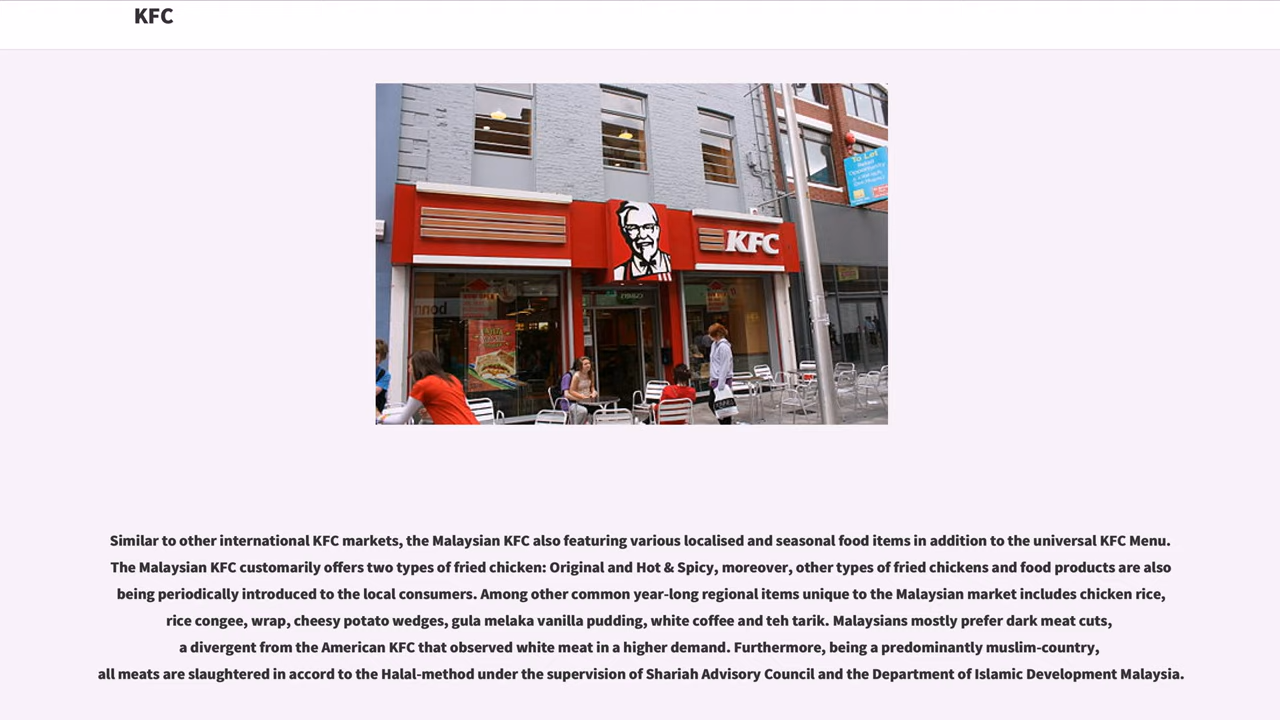 KFC
To Let
KFC
Similar to other international KFC markets, the Malaysian KFC also featuring various localised and seasonal food items in addition to the universal KFC Menu.
The Malaysian KFC customarily offers two types of fried chicken: Original and Hot & Spicy, moreover, other types of fried chickens and food products are also
being periodically introduced to the local consumers. Among other common year-long regional items unique to the Malaysian market includes chicken rice,
rice congee, wrap, cheesy potato wedges, gula melaka vanilla pudding, white coffee and teh tarik. Malaysians mostly prefer dark meat cuts,
a divergent from the American KFC that observed white meat in a higher demand. Furthermore, being a predominantly muslim-country,
all meats are slaughtered in accord to the Halal-method under the supervision of Shariah Advisory Council and the Department of Islamic Development Malaysia.